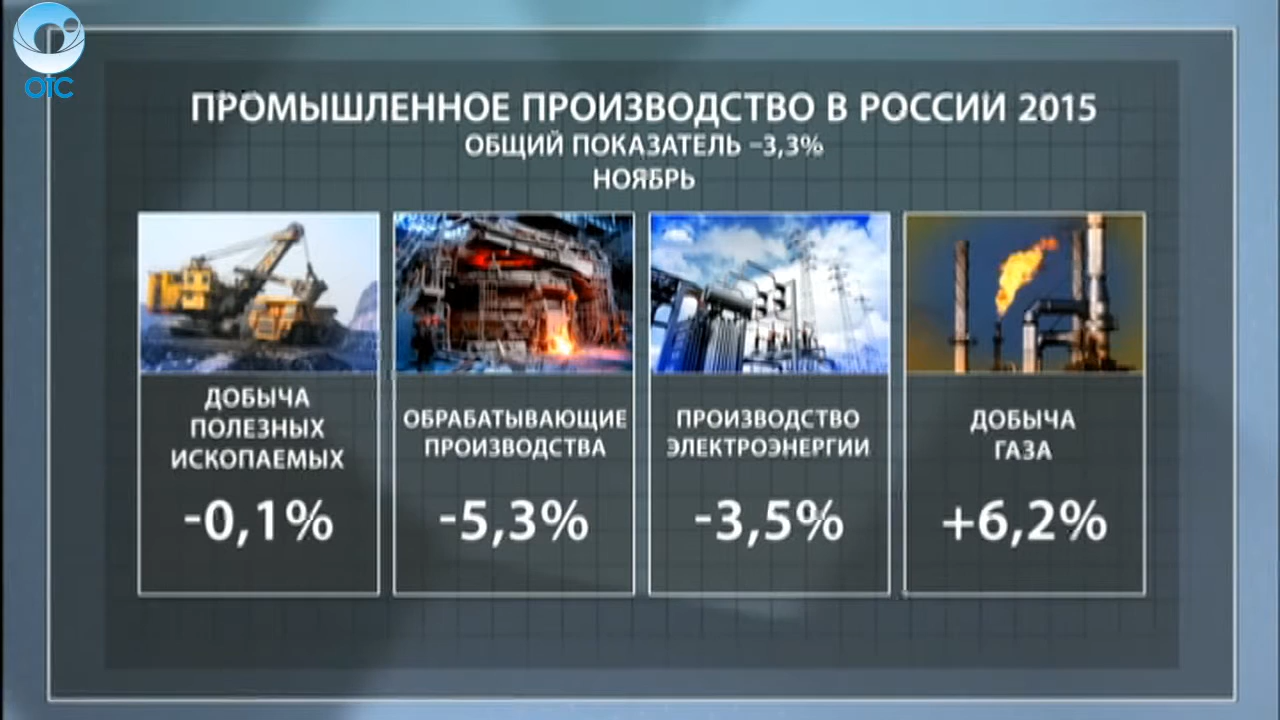 ОТС
ПРОМЫШЛЕННОЕ ПРОИЗВОДСТВО В РОССИИ 2015
ОБЩИЙ ПОКАЗАТЕЛЬ -3,3%
НОЯБРЬ
ДОБЫЧА
ПОЛЕЗНЫХ
ИСКОПАЕМЫХ
-0,1%
ОБРАБАТЫВАЮЩИЕ
ПРОИЗВОДСТВА
-5,3%
ПРОИЗВОДСТВО
ЭЛЕКТРОЭНЕРГИИ
-3,5%
ДОБЫЧА
ГАЗА
+6,2%